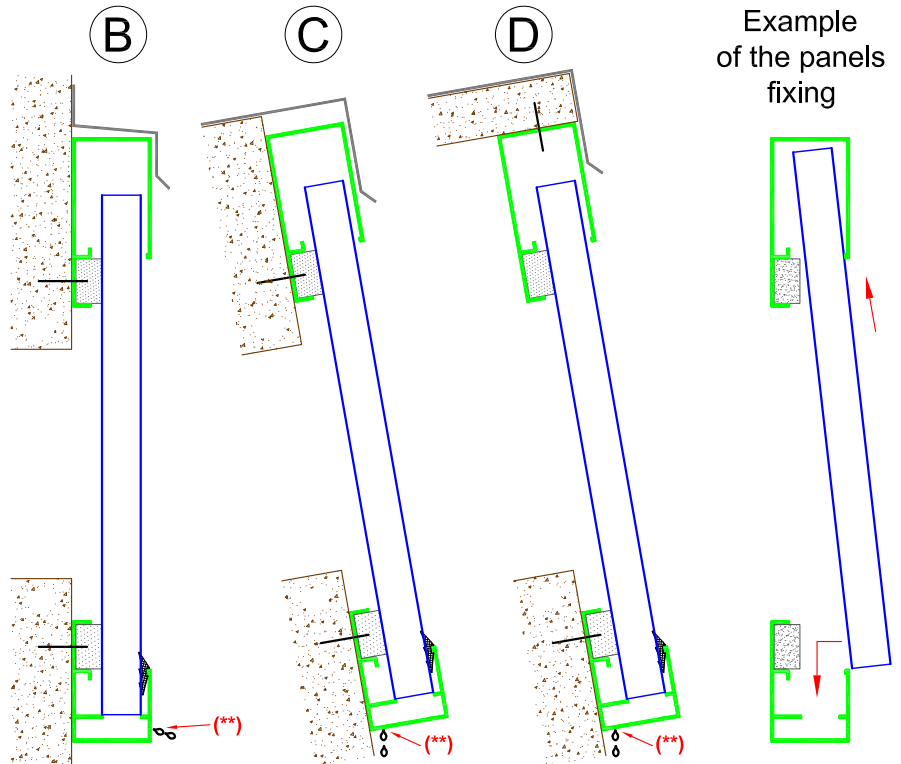 B
C
D
Example
of the panels
fixing
(**)
(**)
(**)